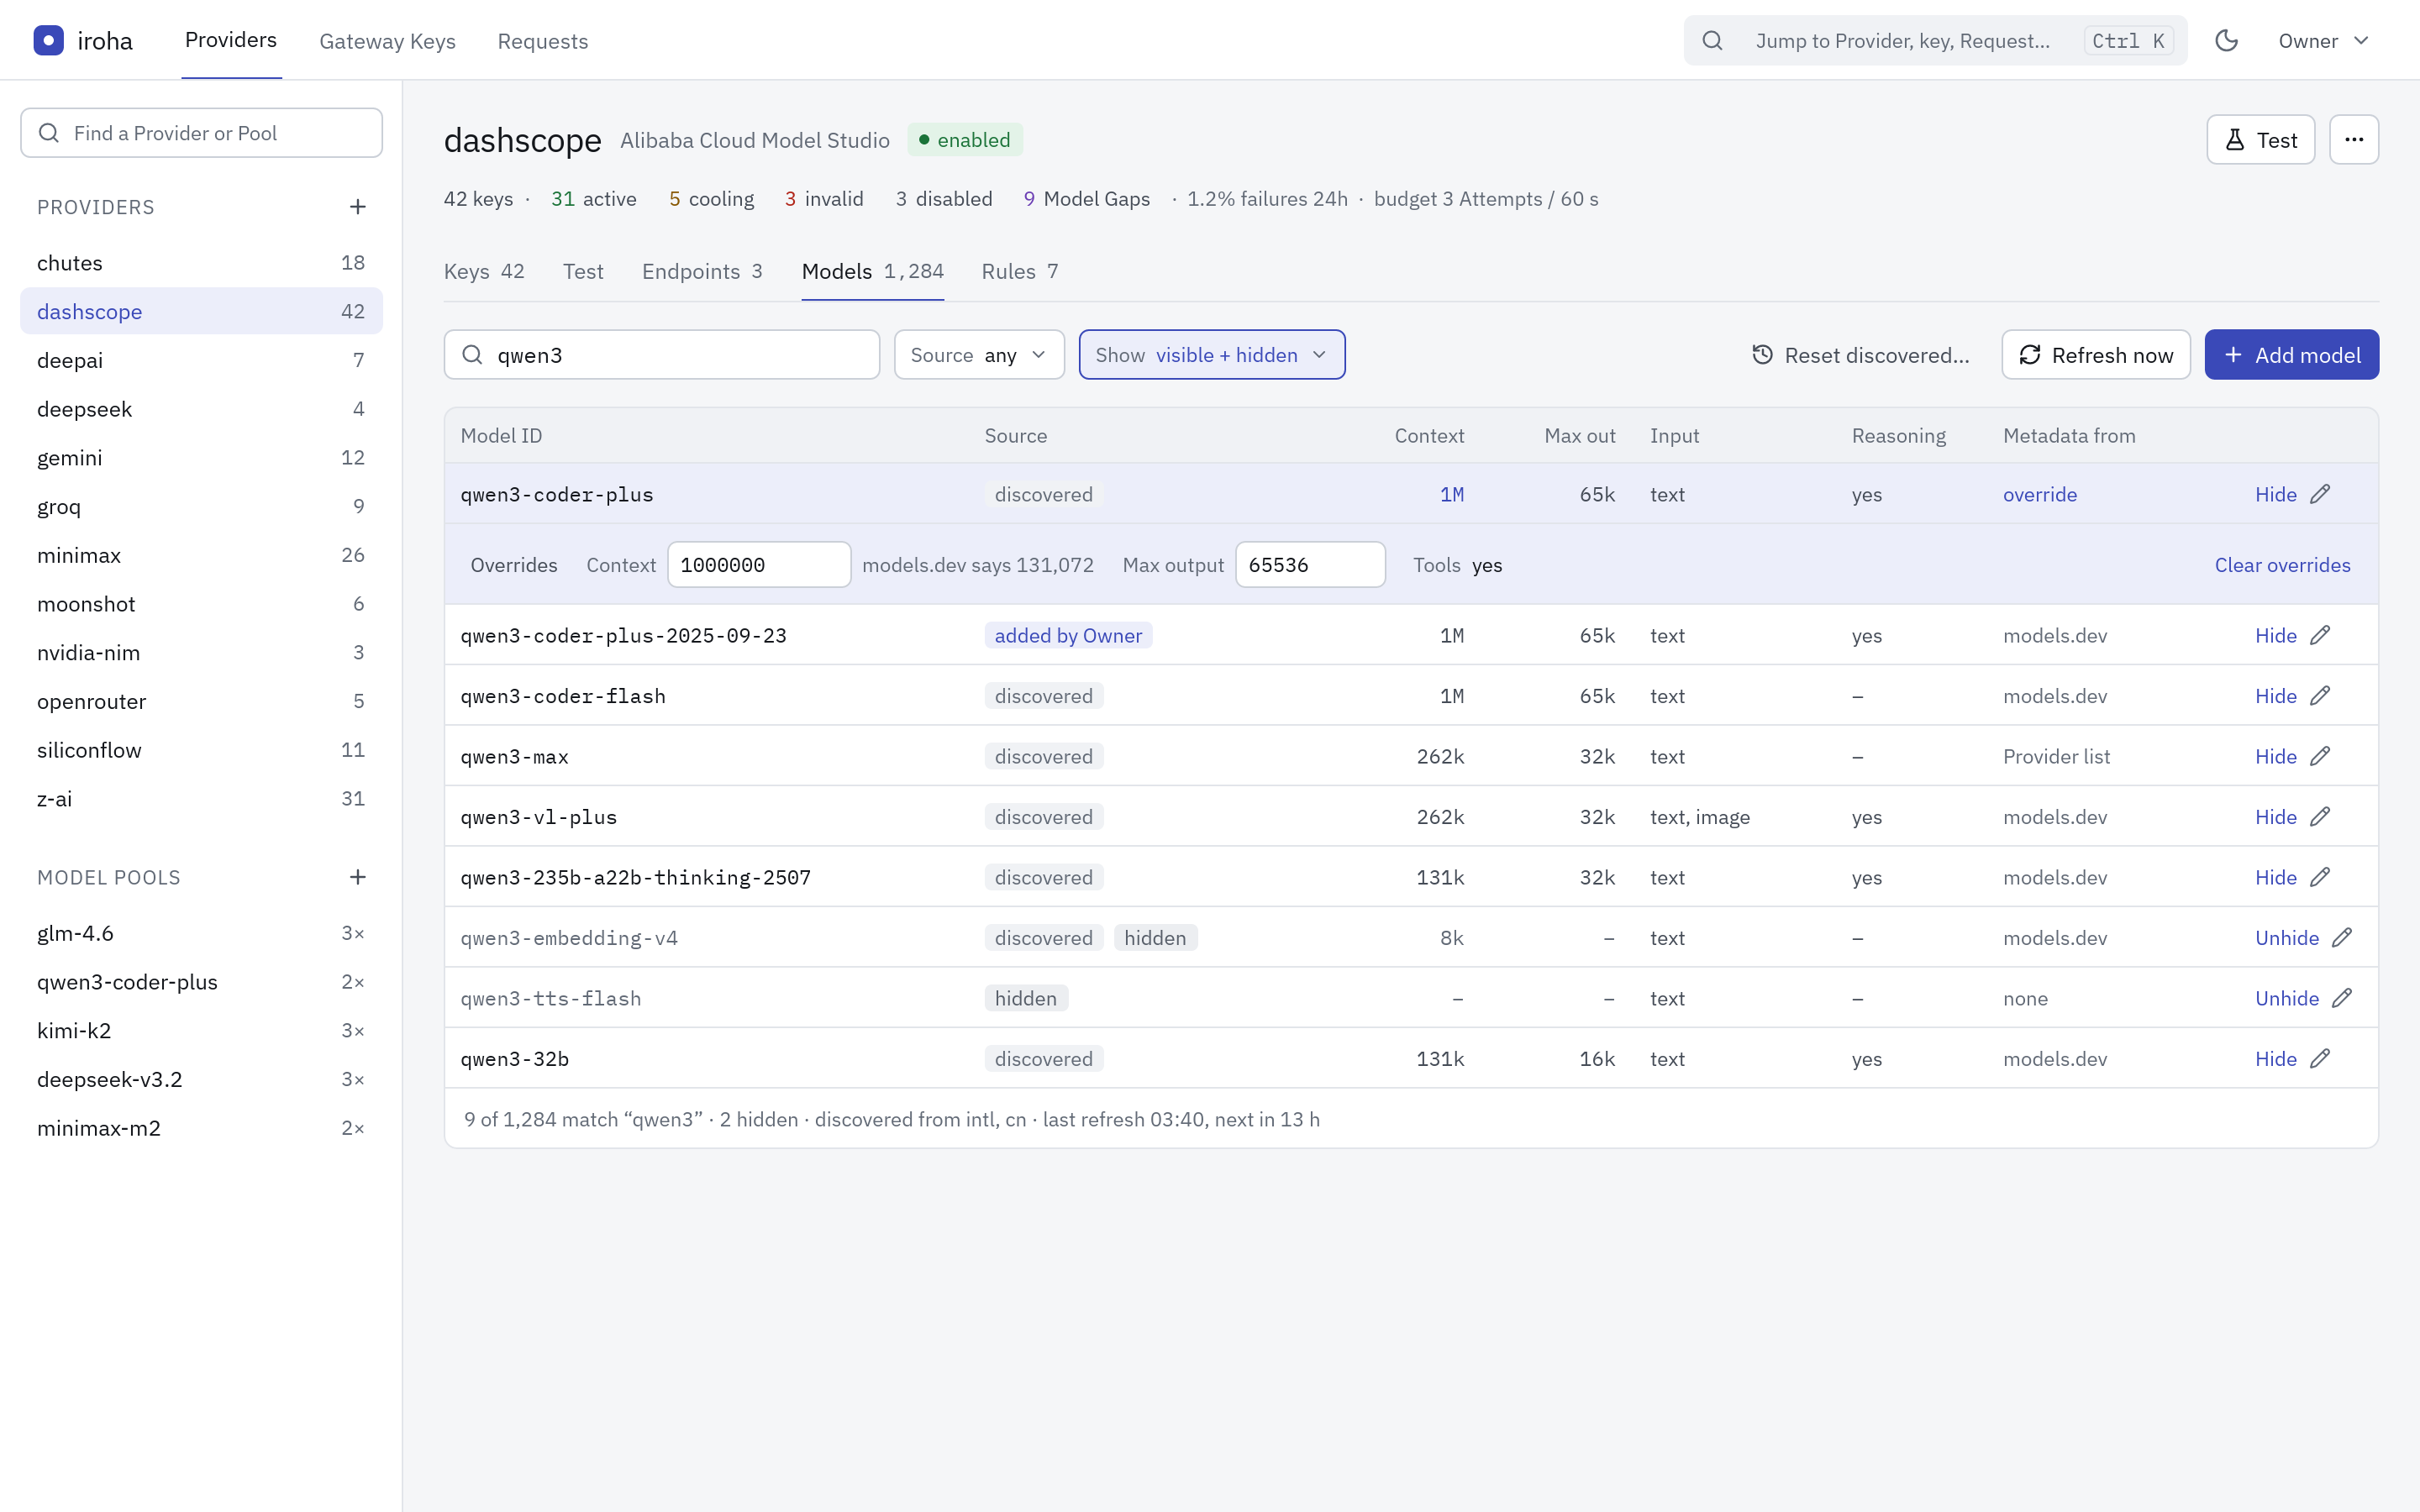 iroha Providers Gateway Keys Requests Jump to Provider, key, Request... Ctrl K Owner
Find a Provider or Pool
PROVIDERS
chutes 18
dashscope 42
deepai 7
deepseek 4
gemini 12
groq 9
minimax 26
moonshot 6
nvidia-nim 3
openrouter 5
siliconflow 11
z-ai 31
MODEL POOLS
glm-4.6 3×
qwen3-coder-plus 2×
kimi-k2 3×
deepseek-v3.2 3×
minimax-m2 2×
dashscope Alibaba Cloud Model Studio enabled Test
42 keys · 31 active 5 cooling 3 invalid 3 disabled 9 Model Gaps · 1.2% failures 24h · budget 3 Attempts / 60 s
Keys 42 Test Endpoints 3 Models 1,284 Rules 7
qwen3 Source any Show visible + hidden Reset discovered... Refresh now Add model
Model ID Source Context Max out Input Reasoning Metadata from
qwen3-coder-plus discovered 1M 65k text yes override Hide
Overrides Context 1000000 models.dev says 131,072 Max output 65536 Tools yes Clear overrides
qwen3-coder-plus-2025-09-23 added by Owner 1M 65k text yes models.dev Hide
qwen3-coder-flash discovered 1M 65k text – models.dev Hide
qwen3-max discovered 262k 32k text – Provider list Hide
qwen3-vl-plus discovered 262k 32k text, image yes models.dev Hide
qwen3-235b-a22b-thinking-2507 discovered 131k 32k text yes models.dev Hide
qwen3-embedding-v4 discovered hidden 8k – text – models.dev Unhide
qwen3-tts-flash hidden – – text – none Unhide
qwen3-32b discovered 131k 16k text yes models.dev Hide
9 of 1,284 match “qwen3” · 2 hidden · discovered from intl, cn · last refresh 03:40, next in 13 h